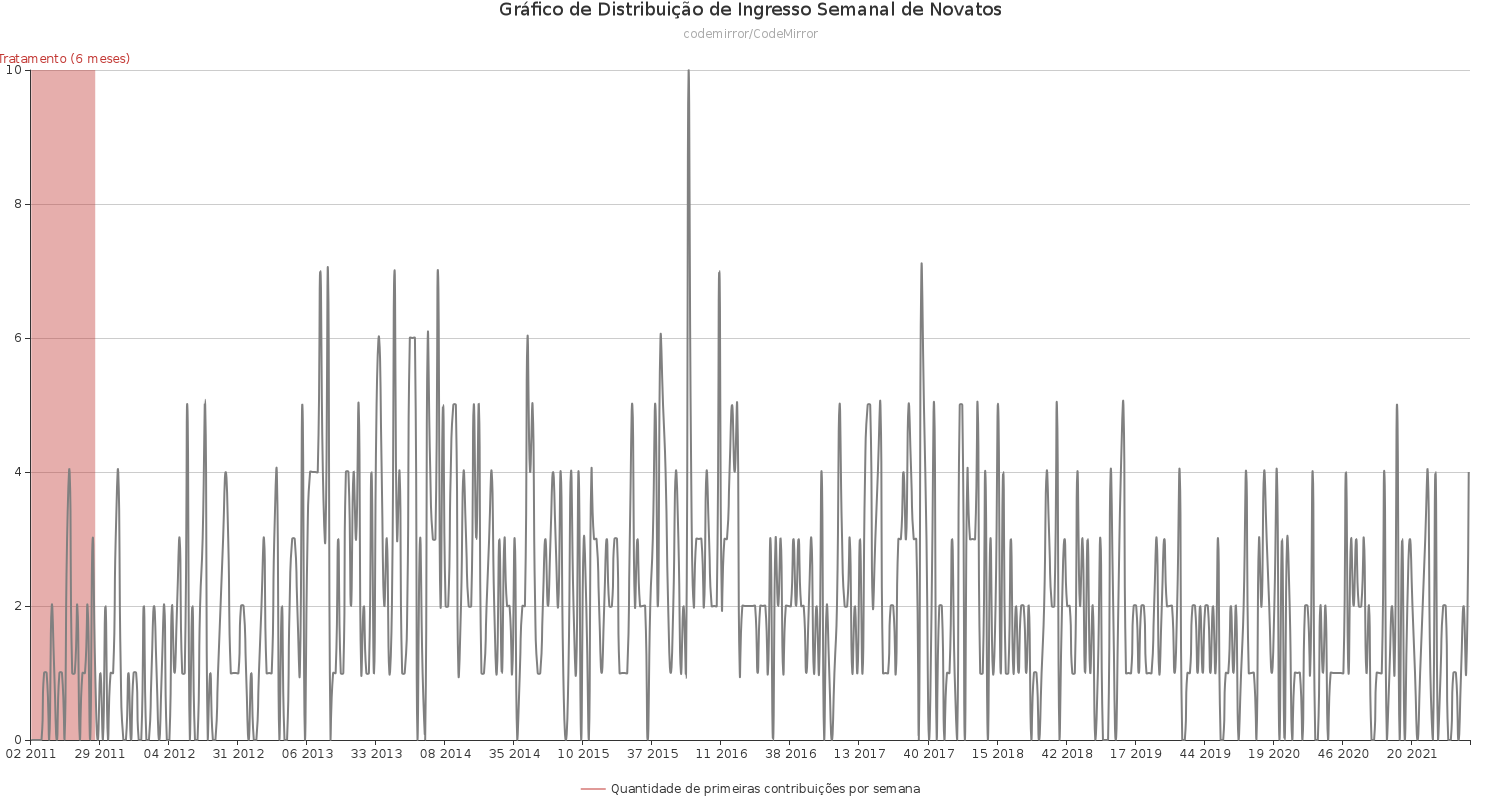 Gráfico de Distribuição de Ingresso Semanal de Novatos
codemirror/CodeMirror
Tratamento (6 meses)
10
8
6
4
2
0
02 2011 29 2011 04 2012 31 2012 06 2013 33 2013 08 2014 35 2014 10 2015 37 2015 11 2016 38 2016 13 2017 40 2017 15 2018 42 2018 17 2019 44 2019 19 2020 46 2020 20 2021
Quantidade de primeiras contribuições por semana